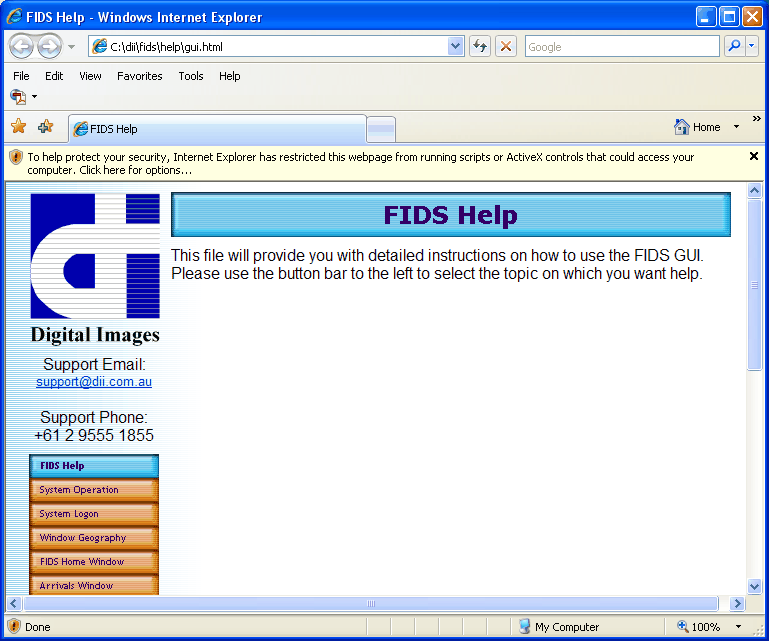 FIDS Help - Windows Internet Explorer
C:\dii\fids\help\gui.html
Google
File Edit View Favorites Tools Help
FIDS Help
Home
To help protect your security, Internet Explorer has restricted this webpage from running scripts or ActiveX controls that could access your
computer. Click here for options...
di
Digital Images
Support Email:
support@dii.com.au
Support Phone:
+61 2 9555 1855
FIDS Help
System Operation
System Logon
Window Geography
FIDS Home Window
Arrivals Window
FIDS Help
This file will provide you with detailed instructions on how to use the FIDS GUI.
Please use the button bar to the left to select the topic on which you want help.
Done
My Computer
100%